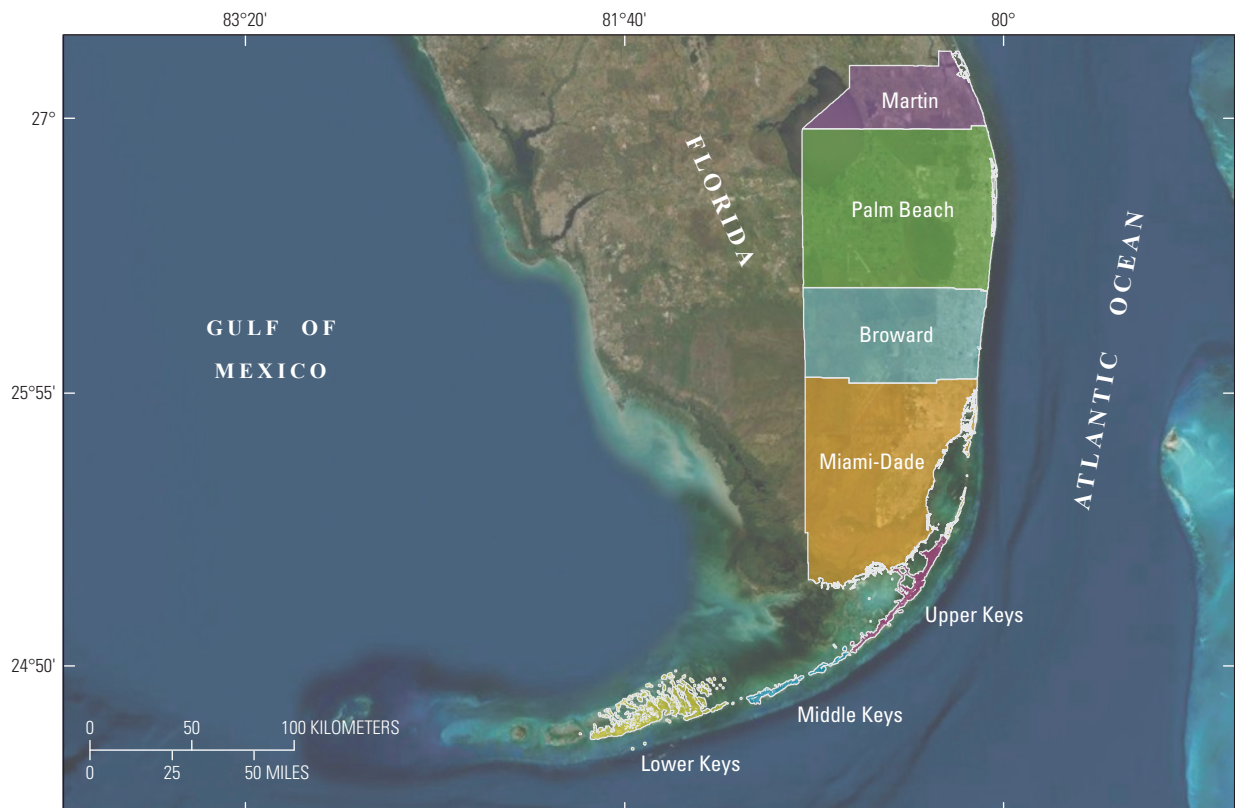 83°20'
81°40'
80°
27°
25°55'
24°50'
Martin
FLORIDA
Palm Beach
ATLANTIC OCEAN
GULF OF
MEXICO
Broward
Miami-Dade
Upper Keys
Middle Keys
Lower Keys
0 50 100 KILOMETERS
0 25 50 MILES